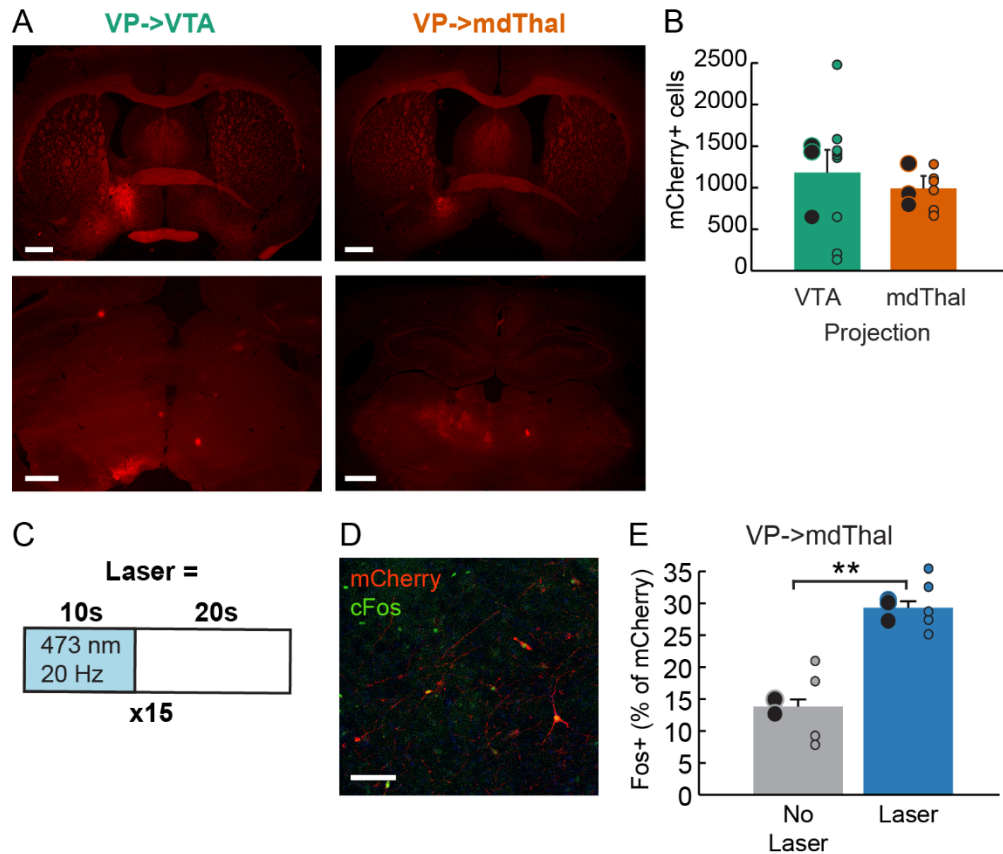 A
VP->VTA
VP->mdThal
B
mCherry+ cells
2500
2000
1500
1000
500
0
VTA
mdThal
Projection
C
Laser =
10s
20s
473 nm
20 Hz
x15
D
mCherry
cFos
E
VP->mdThal
**
Fos+ (% of mCherry)
35
30
25
20
15
10
5
0
No
Laser
Laser